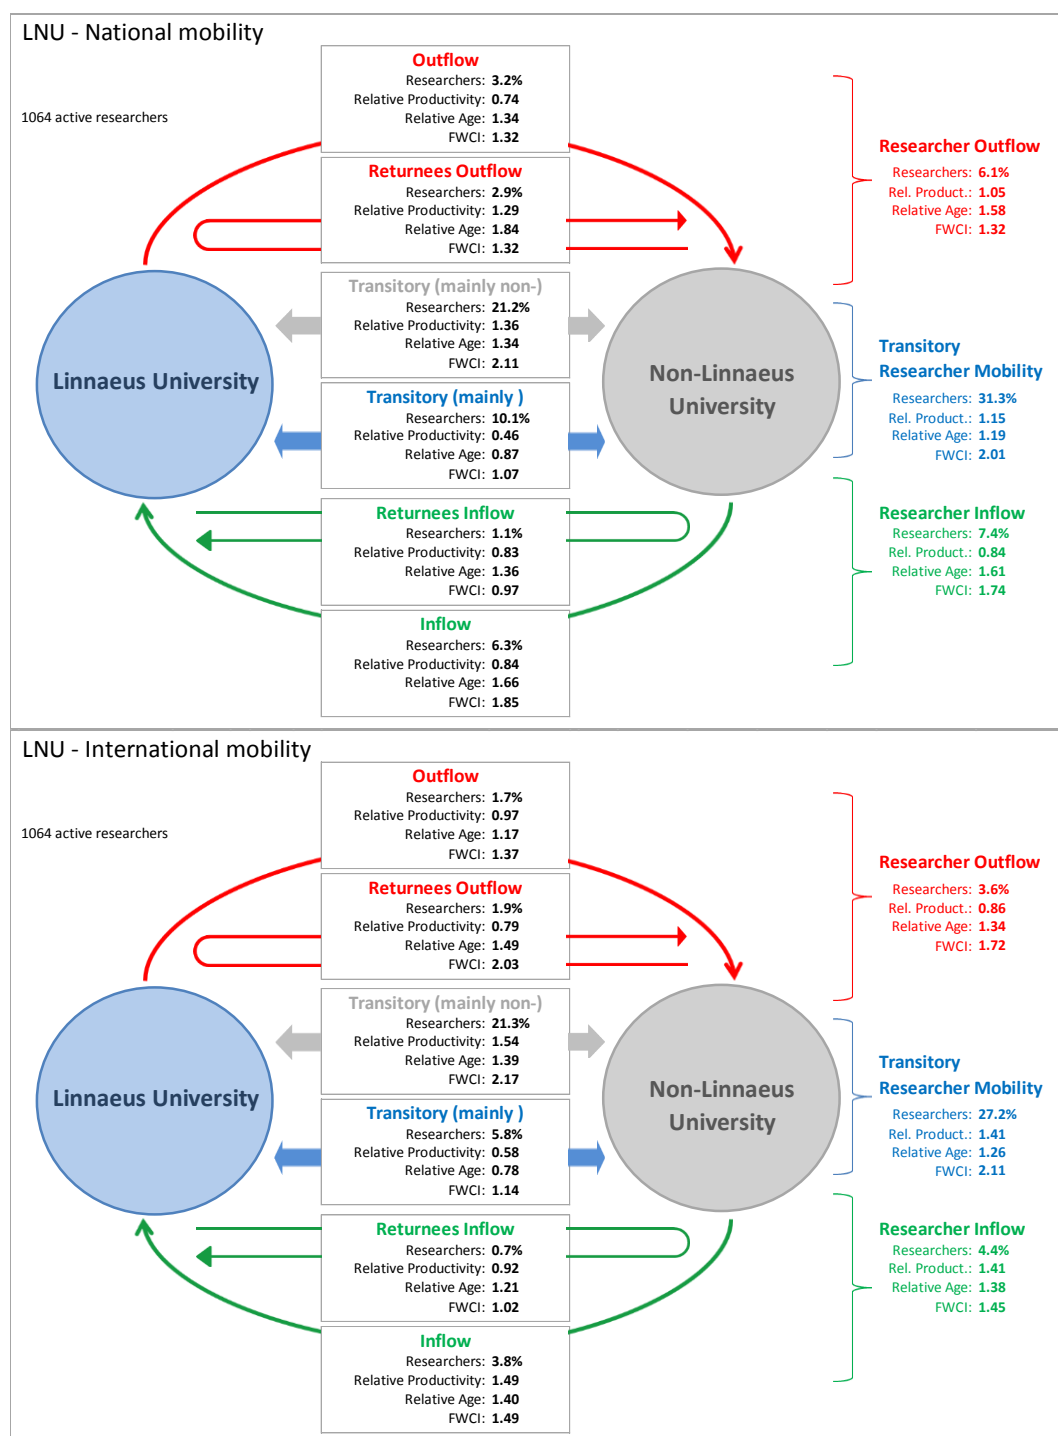 LNU - National mobility
1064 active researchers
Outflow
Researchers: 3.2%
Relative Productivity: 0.74
Relative Age: 1.34
FWCI: 1.32
Returnees Outflow
Researchers: 2.9%
Relative Productivity: 1.29
Relative Age: 1.84
FWCI: 1.32
Transitory (mainly non-)
Researchers: 21.2%
Relative Productivity: 1.36
Relative Age: 1.34
FWCI: 2.11
Transitory (mainly )
Researchers: 10.1%
Relative Productivity: 0.46
Relative Age: 0.87
FWCI: 1.07
Returnees Inflow
Researchers: 1.1%
Relative Productivity: 0.83
Relative Age: 1.36
FWCI: 0.97
Inflow
Researchers: 6.3%
Relative Productivity: 0.84
Relative Age: 1.66
FWCI: 1.85
Linnaeus University
Non-Linnaeus
University
Researcher Outflow
Researchers: 6.1%
Rel. Product.: 1.05
Relative Age: 1.58
FWCI: 1.32
Transitory
Researcher Mobility
Researchers: 31.3%
Rel. Product.: 1.15
Relative Age: 1.19
FWCI: 2.01
Researcher Inflow
Researchers: 7.4%
Rel. Product.: 0.84
Relative Age: 1.61
FWCI: 1.74
LNU - International mobility
1064 active researchers
Outflow
Researchers: 1.7%
Relative Productivity: 0.97
Relative Age: 1.17
FWCI: 1.37
Returnees Outflow
Researchers: 1.9%
Relative Productivity: 0.79
Relative Age: 1.49
FWCI: 2.03
Transitory (mainly non-)
Researchers: 21.3%
Relative Productivity: 1.54
Relative Age: 1.39
FWCI: 2.17
Transitory (mainly )
Researchers: 5.8%
Relative Productivity: 0.58
Relative Age: 0.78
FWCI: 1.14
Returnees Inflow
Researchers: 0.7%
Relative Productivity: 0.92
Relative Age: 1.21
FWCI: 1.02
Inflow
Researchers: 3.8%
Relative Productivity: 1.49
Relative Age: 1.40
FWCI: 1.49
Linnaeus University
Non-Linnaeus
University
Researcher Outflow
Researchers: 3.6%
Rel. Product.: 0.86
Relative Age: 1.34
FWCI: 1.72
Transitory
Researcher Mobility
Researchers: 27.2%
Rel. Product.: 1.41
Relative Age: 1.26
FWCI: 2.11
Researcher Inflow
Researchers: 4.4%
Rel. Product.: 1.41
Relative Age: 1.38
FWCI: 1.45